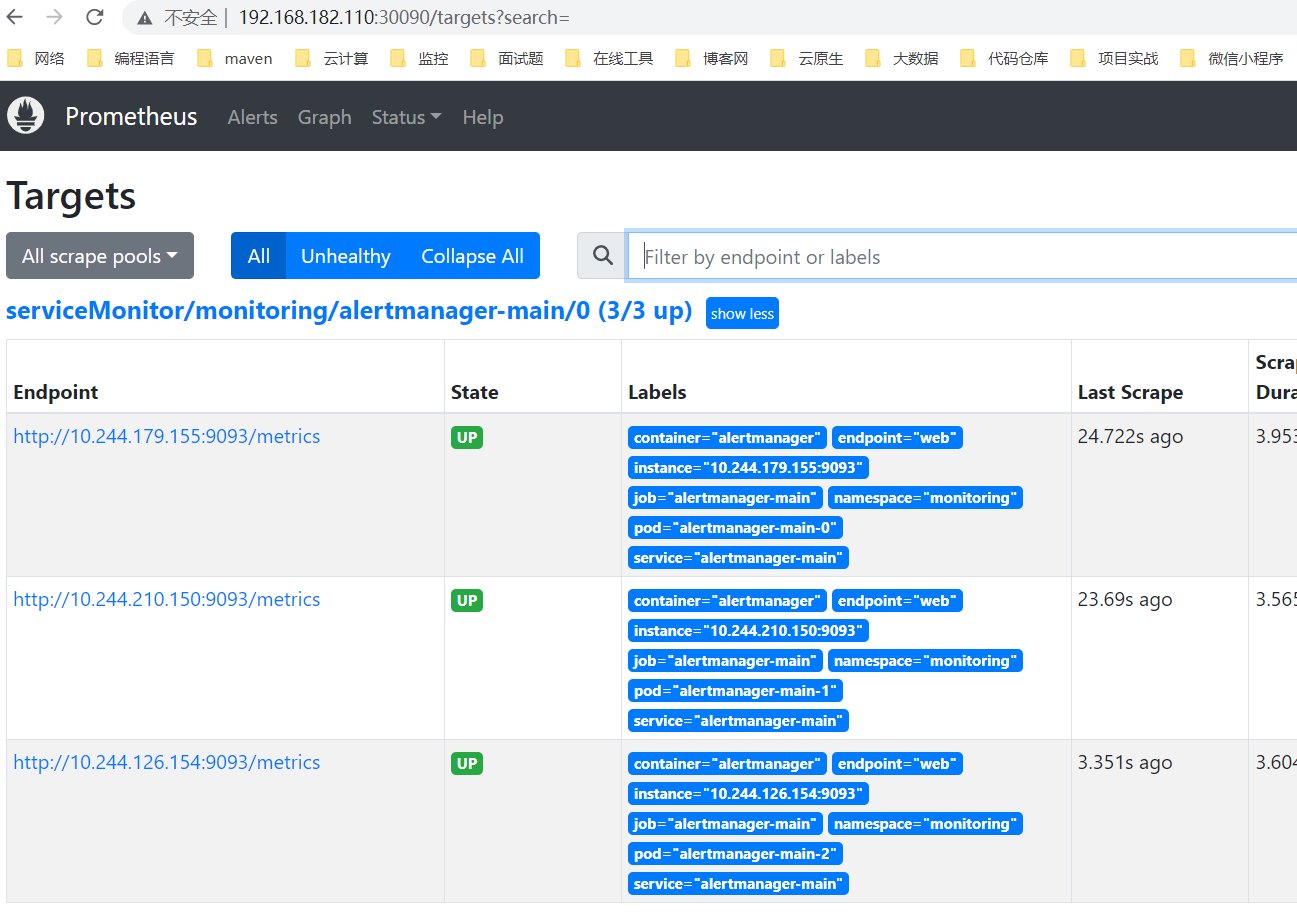 不安全 192.168.182.110:30090/targets?search=
网络 编程语言 maven 云计算 监控 面试题 在线工具 博客网 云原生 大数据 代码仓库 项目实战 微信小程序
Prometheus Alerts Graph Status Help
Targets
All scrape pools All Unhealthy Collapse All Filter by endpoint or labels
serviceMonitor/monitoring/alertmanager-main/0 (3/3 up) show less
Endpoint State Labels Last Scrape Scrap
Dura
http://10.244.179.155:9093/metrics UP container="alertmanager" endpoint="web" 24.722s ago 3.953
instance="10.244.179.155:9093"
job="alertmanager-main" namespace="monitoring"
pod="alertmanager-main-0"
service="alertmanager-main"
http://10.244.210.150:9093/metrics UP container="alertmanager" endpoint="web" 23.69s ago 3.565
instance="10.244.210.150:9093"
job="alertmanager-main" namespace="monitoring"
pod="alertmanager-main-1"
service="alertmanager-main"
http://10.244.126.154:9093/metrics UP container="alertmanager" endpoint="web" 3.351s ago 3.604
instance="10.244.126.154:9093"
job="alertmanager-main" namespace="monitoring"
pod="alertmanager-main-2"
service="alertmanager-main"